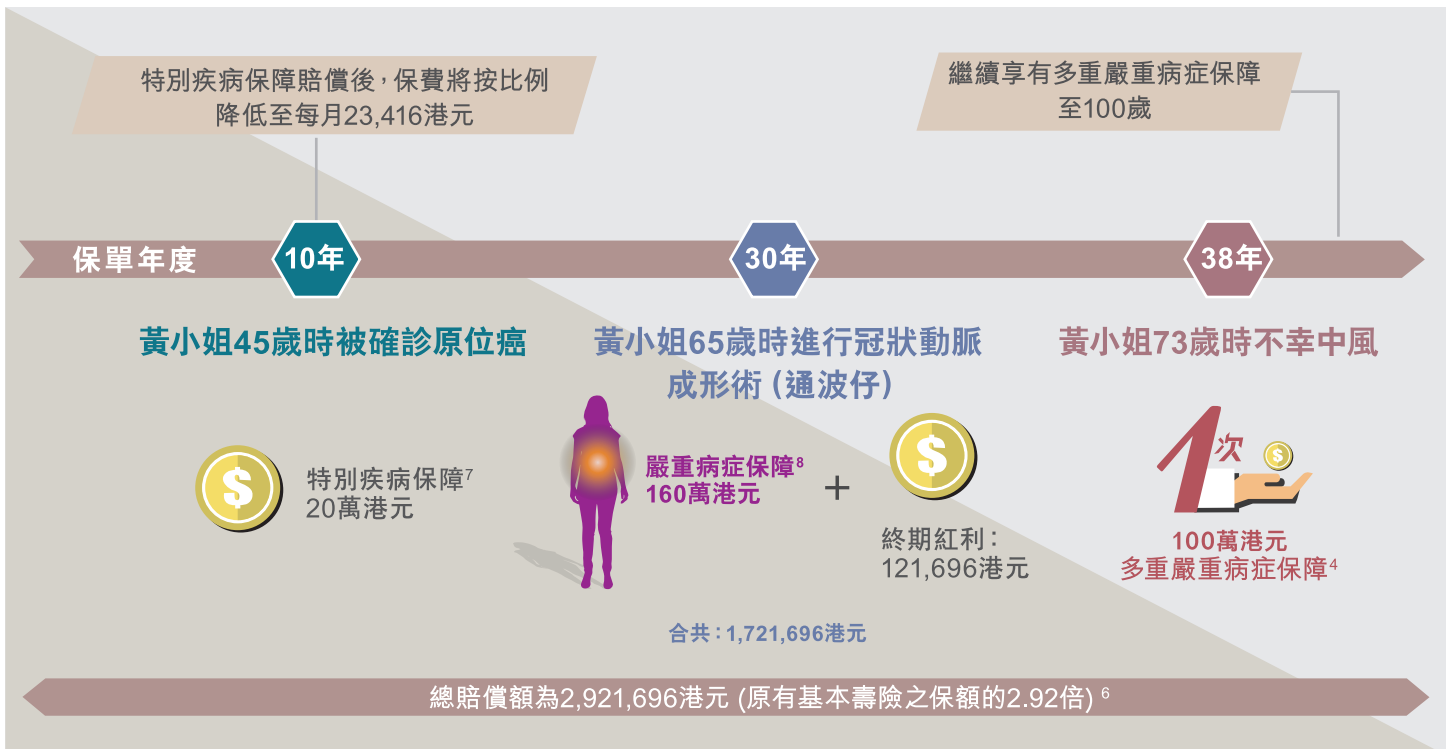 特別疾病保障賠償後，保費將按比例
降低至每月23,416港元
繼續享有多重嚴重病症保障
至100歲
保單年度
10年
30年
38年
黃小姐45歲時被確診原位癌
黃小姐65歲時進行冠狀動脈
成形術（通波仔）
黃小姐73歲時不幸中風
特別疾病保障7
20萬港元
嚴重病症保障8
160萬港元
+
$
終期紅利：
121,696港元
$
1次
$
100萬港元
多重嚴重病症保障4
合共：1,721,696港元
總賠償額為2,921,696港元 (原有基本壽險之保額的2.92倍) 6